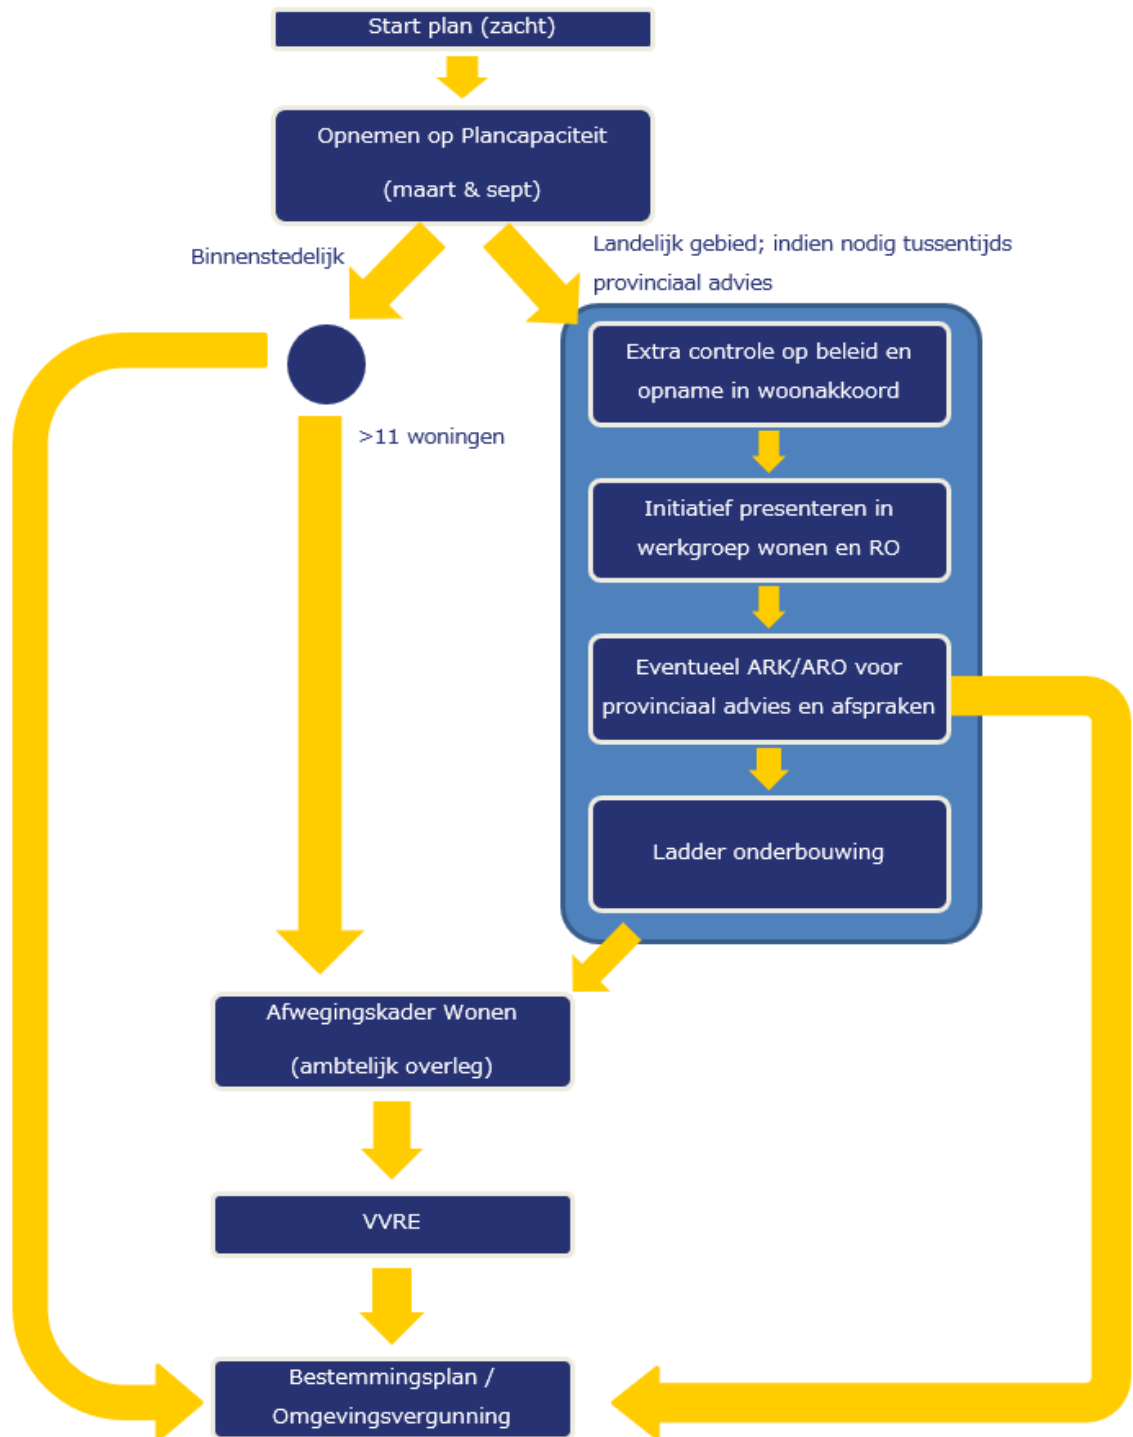 Start plan (zacht)
Opnemen op Plancapaciteit
(maart & sept)
Binnenstedelijk
Landelijk gebied; indien nodig tussentijds
provinciaal advies
Extra controle op beleid en
opname in woonakkoord
>11 woningen
Initiatief presenteren in
werkgroep wonen en RO
Eventueel ARK/ARO voor
provinciaal advies en afspraken
Ladder onderbouwing
Afwegingskader Wonen
(ambtelijk overleg)
VVRE
Bestemmingsplan /
Omgevingsvergunning